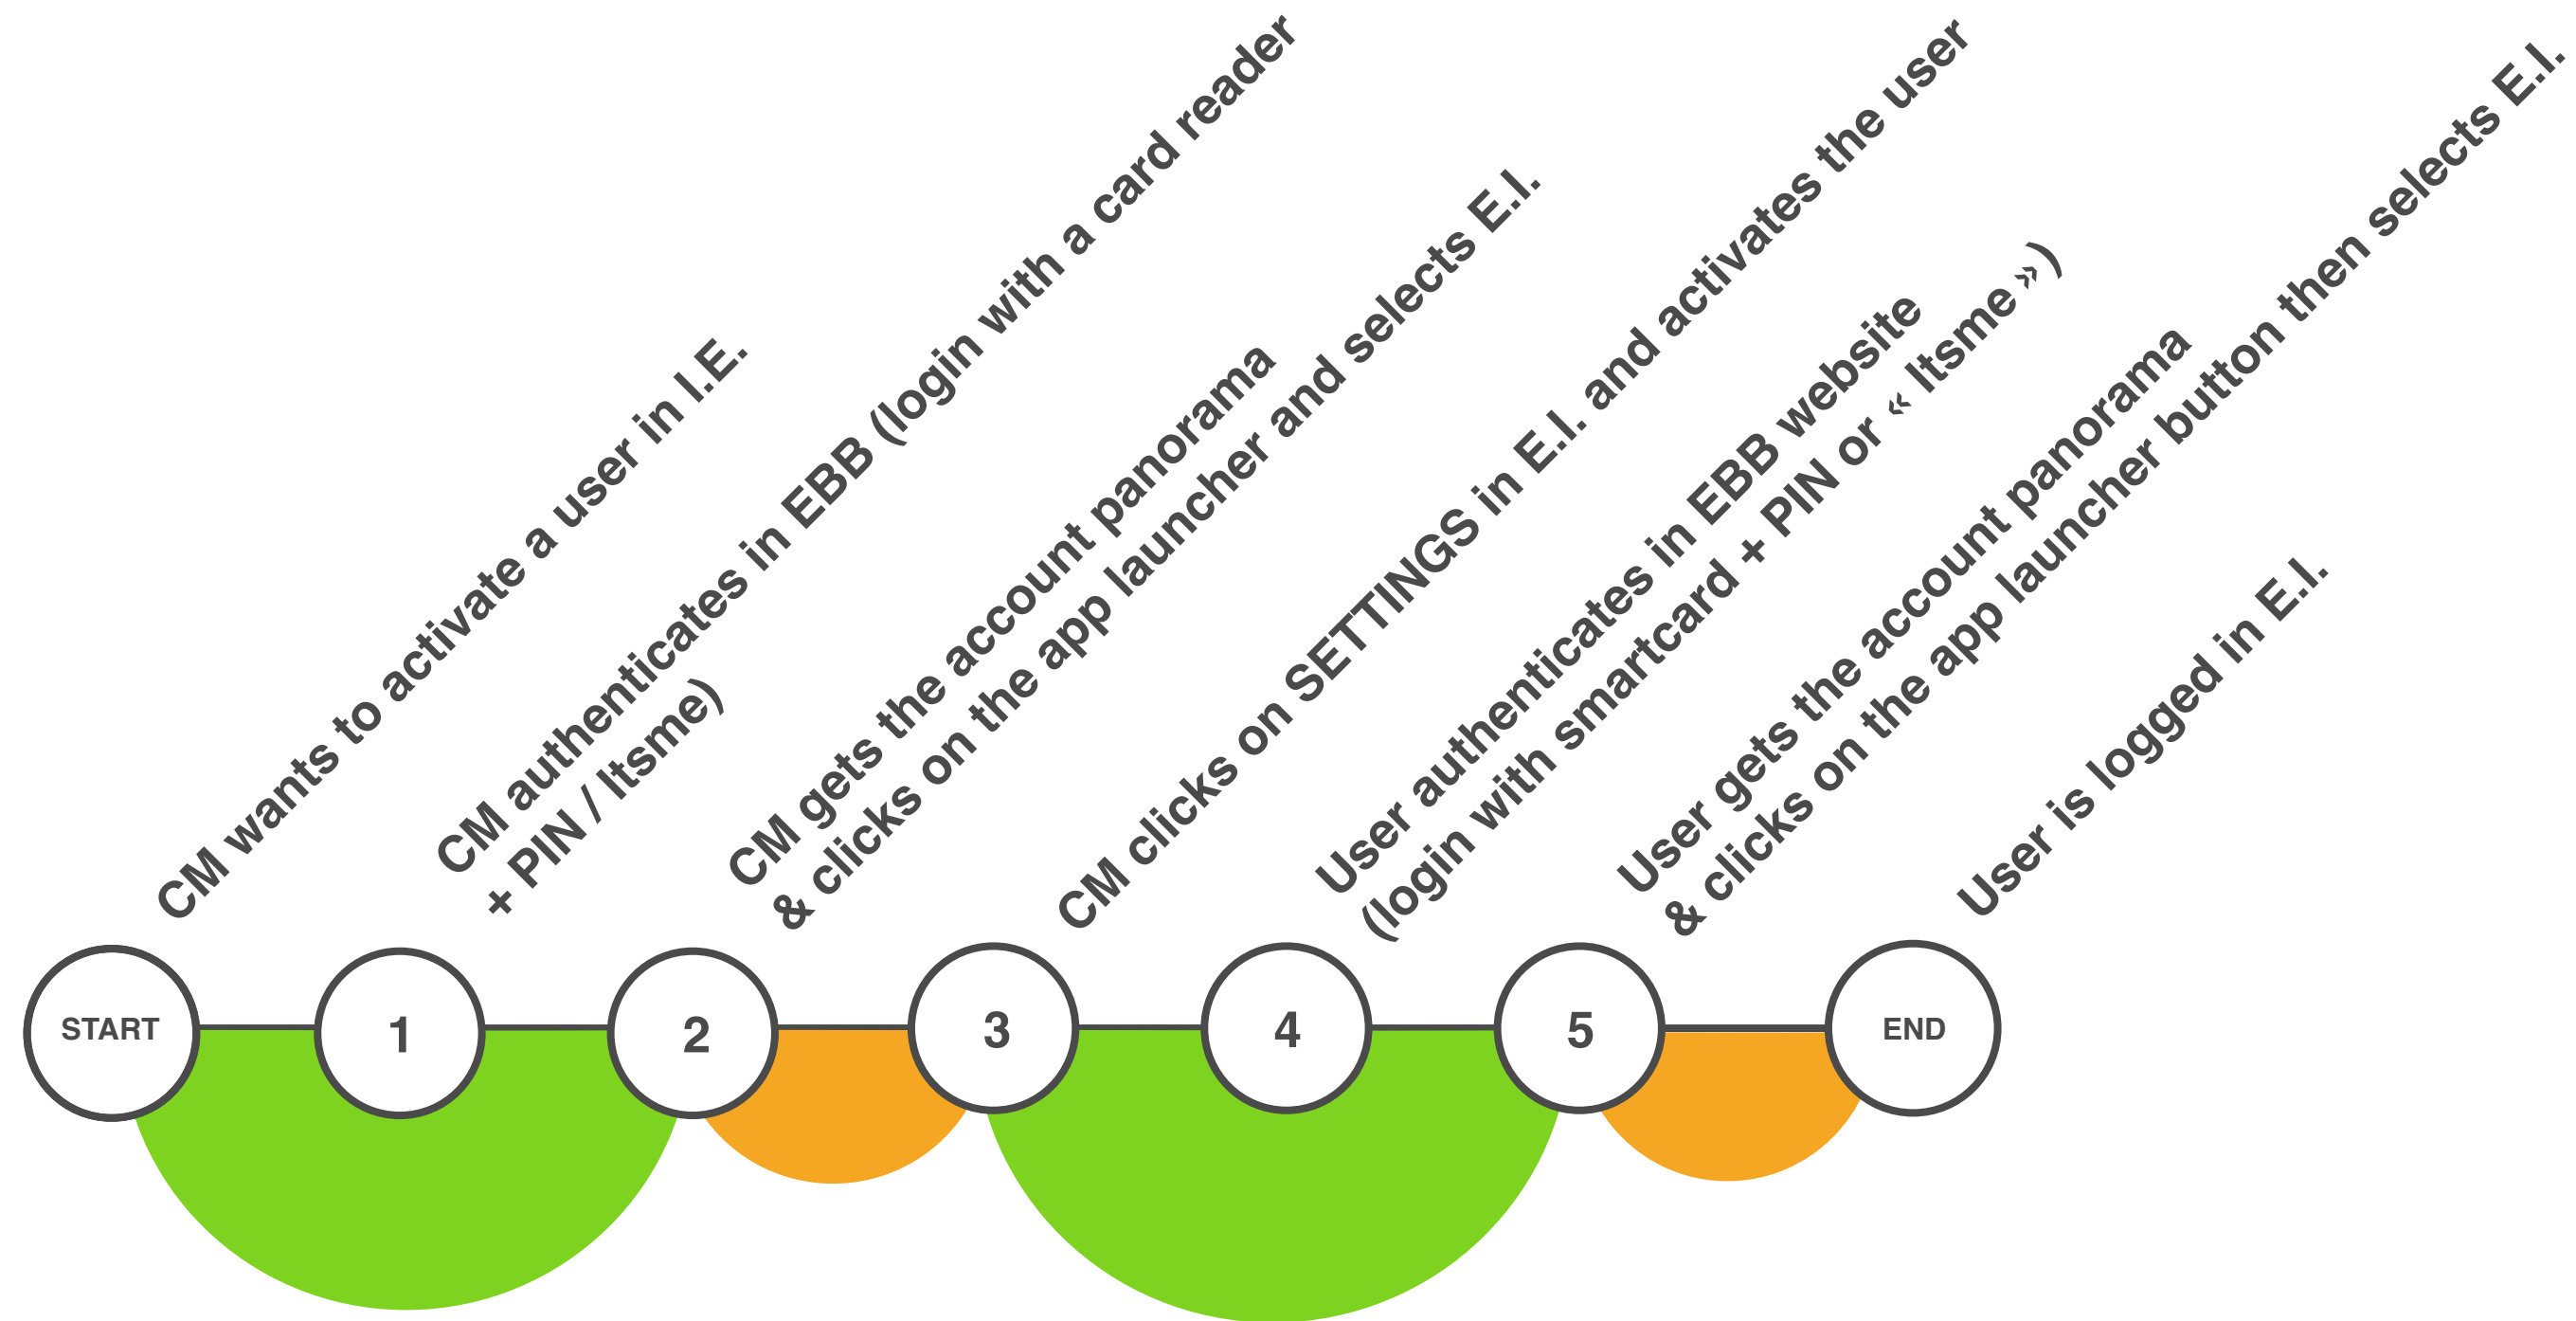 CM wants to activate a user in I.E.
CM authenticates in EBB (login with a card reader
+ PIN / Itsme)
CM gets the account panorama
& clicks on the app launcher and selects E.I.
CM clicks on SETTINGS in E.I. and activates the user
User authenticates in EBB website
(login with smartcard + PIN or « Itsme » )
User gets the account panorama
& clicks on the app launcher button then selects E.I.
User is logged in E.I.
START
1
2
3
4
5
END